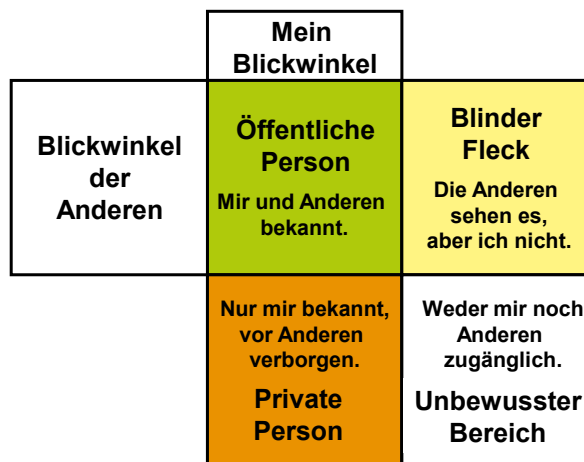 Mein
Blickwinkel
Blickwinkel
der
Anderen
Öffentliche
Person
Mir und Anderen
bekannt.
Blinder
Fleck
Die Anderen
sehen es,
aber ich nicht.
Nur mir bekannt,
vor Anderen
verborgen.
Private
Person
Weder mir noch
Anderen
zugänglich.
Unbewusster
Bereich